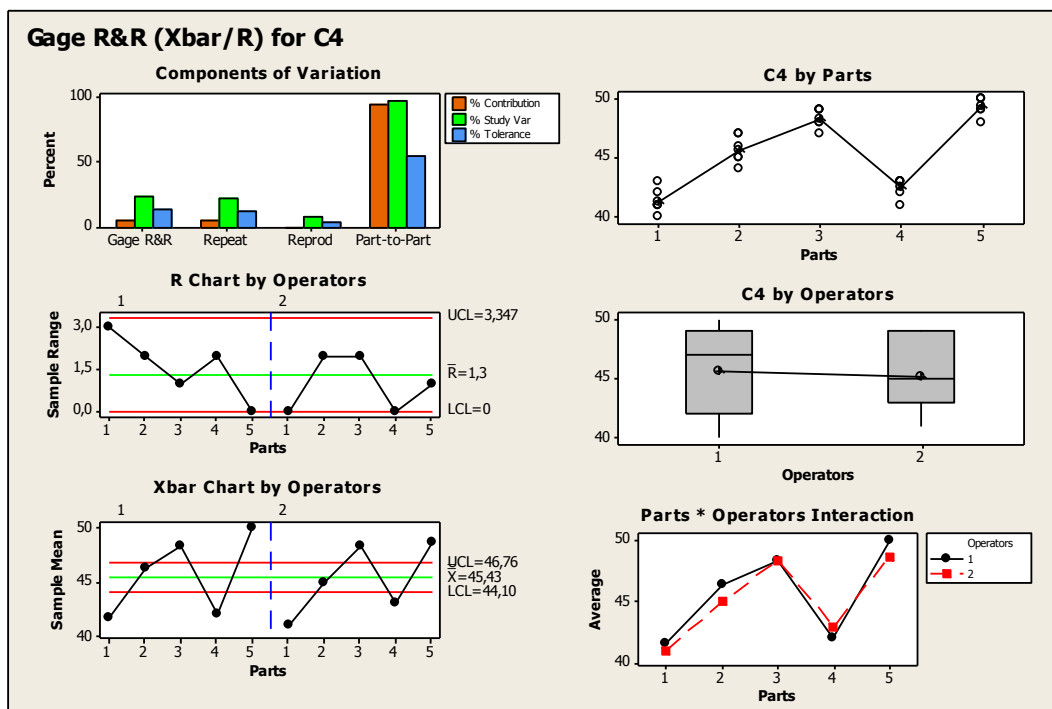 Gage R&R (Xbar/R) for C4
Components of Variation
Percent
100
50
0
Gage R&R Repeat Reprod Part-to-Part
% Contribution
% Study Var
% Tolerance
R Chart by Operators
1 2
Sample Range
3,0
1,5
0,0
UCL=3,347
R=1,3
LCL=0
1 2 3 4 5 1 2 3 4 5
Parts
Xbar Chart by Operators
1 2
Sample Mean
50
45
40
UCL=46,76
X=45,43
LCL=44,10
1 2 3 4 5 1 2 3 4 5
Parts
C4 by Parts
50
45
40
1 2 3 4 5
Parts
C4 by Operators
50
45
40
1 2
Operators
Parts * Operators Interaction
Average
50
45
40
1 2 3 4 5
Parts
Operators
1
2